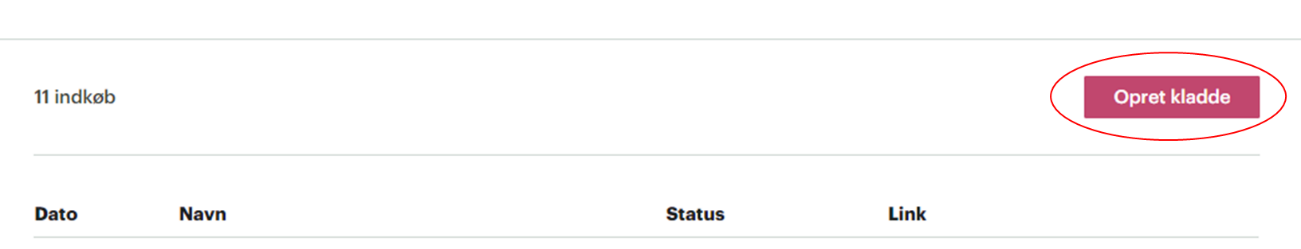 11 indkøb
Opret kladde
Dato Navn Status Link